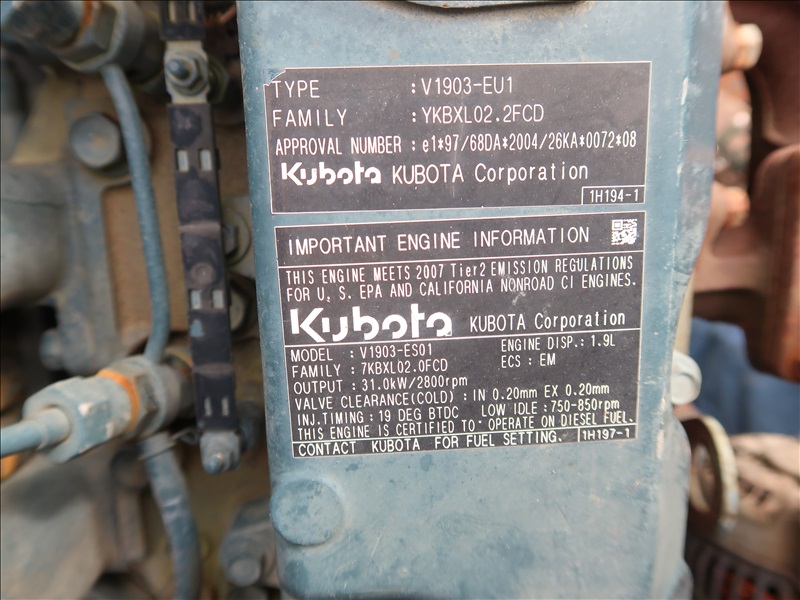 TYPE : V1903-EU1
FAMILY : YKBXL02.2FCD
APPROVAL NUMBER : e1*97/68DA*2004/26KA*0072*08
Kubota KUBOTA Corporation
1H194-1
IMPORTANT ENGINE INFORMATION
THIS ENGINE MEETS 2007 Tier2 EMISSION REGULATIONS
FOR U. S. EPA AND CALIFORNIA NONROAD CI ENGINES.
Kubota KUBOTA Corporation
MODEL : V1903-ES01 ENGINE DISP.: 1.9L
FAMILY : 7KBXL02.0FCD ECS : EM
OUTPUT : 31.0kW/2800rpm
VALVE CLEARANCE(COLD) : IN 0.20mm EX 0.20mm
INJ.TIMING: 19 DEG BTDC LOW IDLE:750-850rpm
THIS ENGINE IS CERTIFIED TO OPERATE ON DIESEL FUEL.
CONTACT KUBOTA FOR FUEL SETTING. 1H197-1